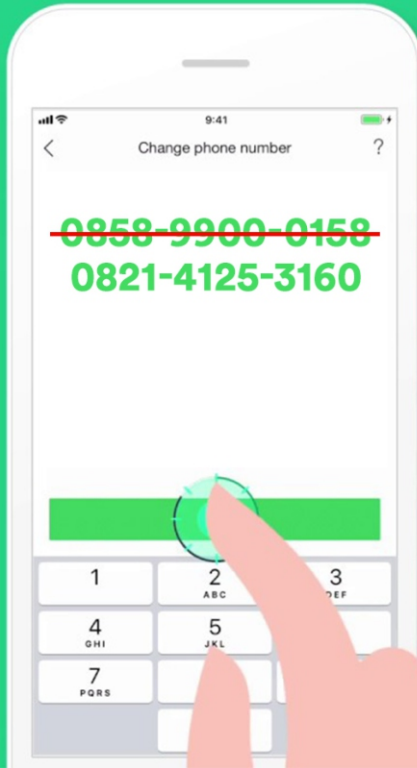 9:41
Change phone number
?
0858-9900-0158
0821-4125-3160
1
2
ABC
3
DEF
4
GHI
5
JKL
7
PQRS